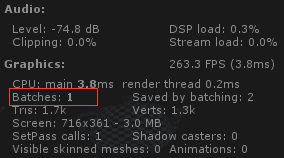 Audio:
Level: -74.8 dB DSP load: 0.3%
Clipping: 0.0% Stream load: 0.0%
Graphics: 263.3 FPS (3.8ms)
CPU: main 3.8ms render thread 0.2ms
Batches: 1 Saved by batching: 2
Tris: 1.7k Verts: 1.3k
Screen: 716x361 - 3.0 MB
SetPass calls: 1 Shadow casters: 0
Visible skinned meshes: 0 Animations: 0